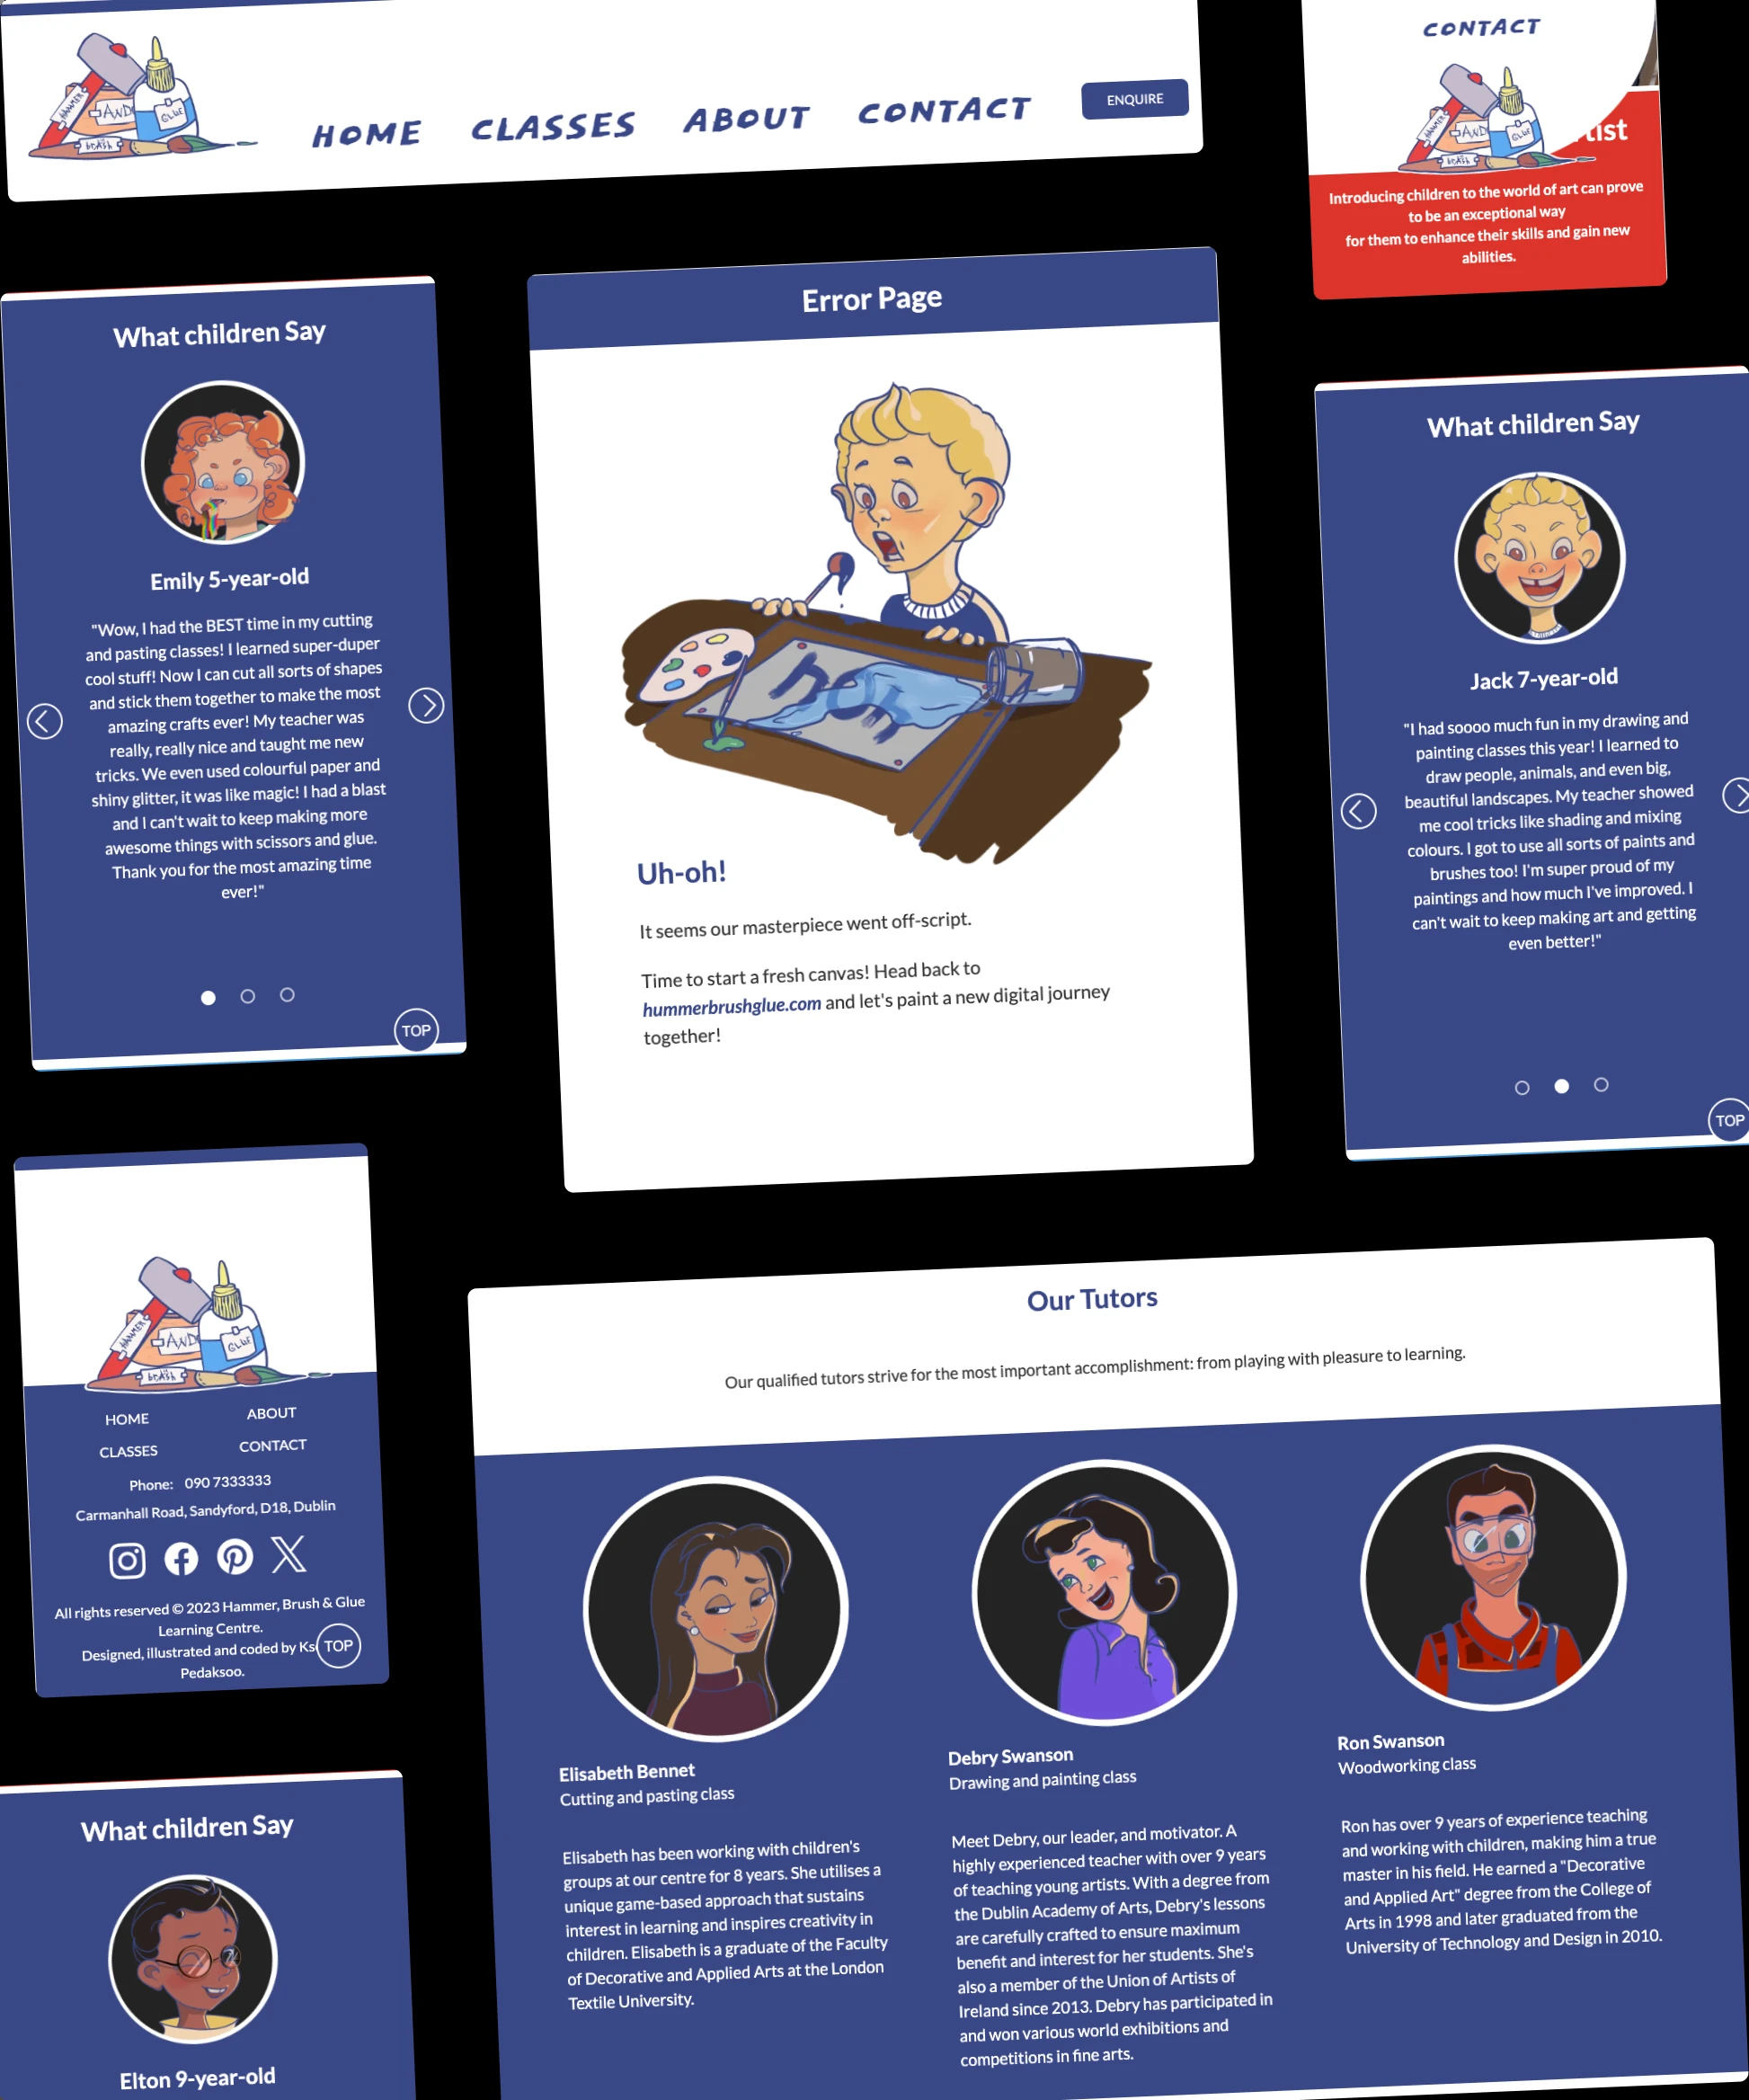 HAMMER
AND
GLUE
bRASh
HOME
CLASSES
ABOUT
CONTACT
ENQUIRE
CONTACT
HAMMER
AND
GLUE
bRASh
tist
Introducing children to the world of art can prove
to be an exceptional way
for them to enhance their skills and gain new
abilities.
What children Say
Emily 5-year-old
"Wow, I had the BEST time in my cutting
and pasting classes! I learned super-duper
cool stuff! Now I can cut all sorts of shapes
and stick them together to make the most
amazing crafts ever! My teacher was
really, really nice and taught me new
tricks. We even used colourful paper and
shiny glitter, it was like magic! I had a blast
and I can't wait to keep making more
awesome things with scissors and glue.
Thank you for the most amazing time
ever!"
TOP
Error Page
Uh-oh!
It seems our masterpiece went off-script.
Time to start a fresh canvas! Head back to
hummerbrushglue.com and let's paint a new digital journey
together!
What children Say
Jack 7-year-old
"I had soooo much fun in my drawing and
painting classes this year! I learned to
draw people, animals, and even big,
beautiful landscapes. My teacher showed
me cool tricks like shading and mixing
colours. I got to use all sorts of paints and
brushes too! I'm super proud of my
paintings and how much I've improved. I
can't wait to keep making art and getting
even better!"
TOP
HAMMER
AND
GLUE
bRASh
HOME
ABOUT
CLASSES
CONTACT
Phone: 090 7333333
Carmanhall Road, Sandyford, D18, Dublin
All rights reserved © 2023 Hammer, Brush & Glue
Learning Centre.
Designed, illustrated and coded by Ks
TOP
Pedaksoo.
Our Tutors
Our qualified tutors strive for the most important accomplishment: from playing with pleasure to learning.
Elisabeth Bennet
Cutting and pasting class
Elisabeth has been working with children's
groups at our centre for 8 years. She utilises a
unique game-based approach that sustains
interest in learning and inspires creativity in
children. Elisabeth is a graduate of the Faculty
of Decorative and Applied Arts at the London
Textile University.
Debry Swanson
Drawing and painting class
Meet Debry, our leader, and motivator. A
highly experienced teacher with over 9 years
of teaching young artists. With a degree from
the Dublin Academy of Arts, Debry's lessons
are carefully crafted to ensure maximum
benefit and interest for her students. She's
also a member of the Union of Artists of
Ireland since 2013. Debry has participated in
and won various world exhibitions and
competitions in fine arts.
Ron Swanson
Woodworking class
Ron has over 9 years of experience teaching
and working with children, making him a true
master in his field. He earned a "Decorative
and Applied Art" degree from the College of
Arts in 1998 and later graduated from the
University of Technology and Design in 2010.
What children Say
Elton 9-year-old